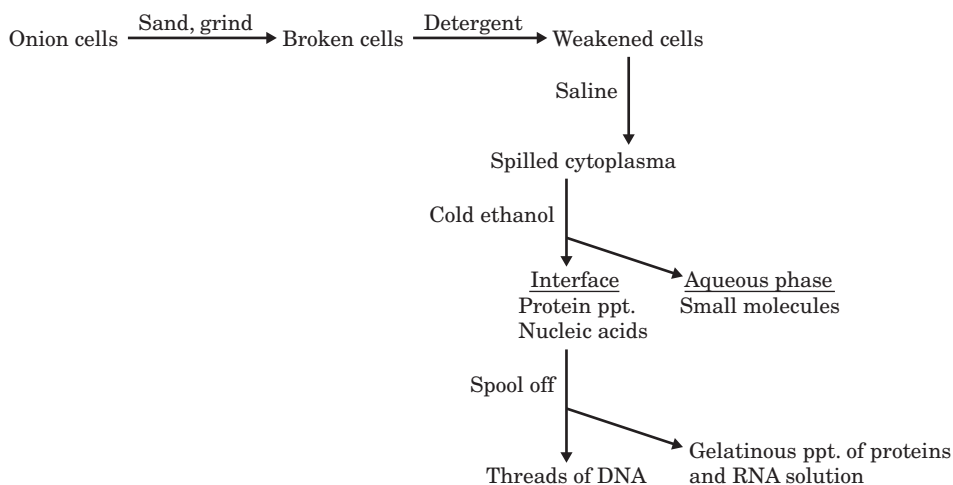 Sand, grind
Detergent
Onion cells
Broken cells
Weakened cells
Saline
Spilled cytoplasma
Cold ethanol
Interface
Protein ppt.
Nucleic acids
Aqueous phase
Small molecules
Spool off
Threads of DNA
Gelatinous ppt. of proteins
and RNA solution